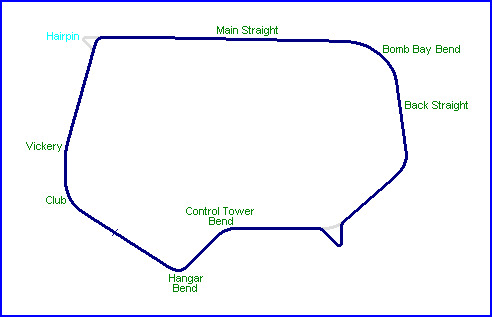 Main Straight
Hairpin
Bomb Bay Bend
Back Straight
Vickery
Club
Control Tower
Bend
Hangar
Bend